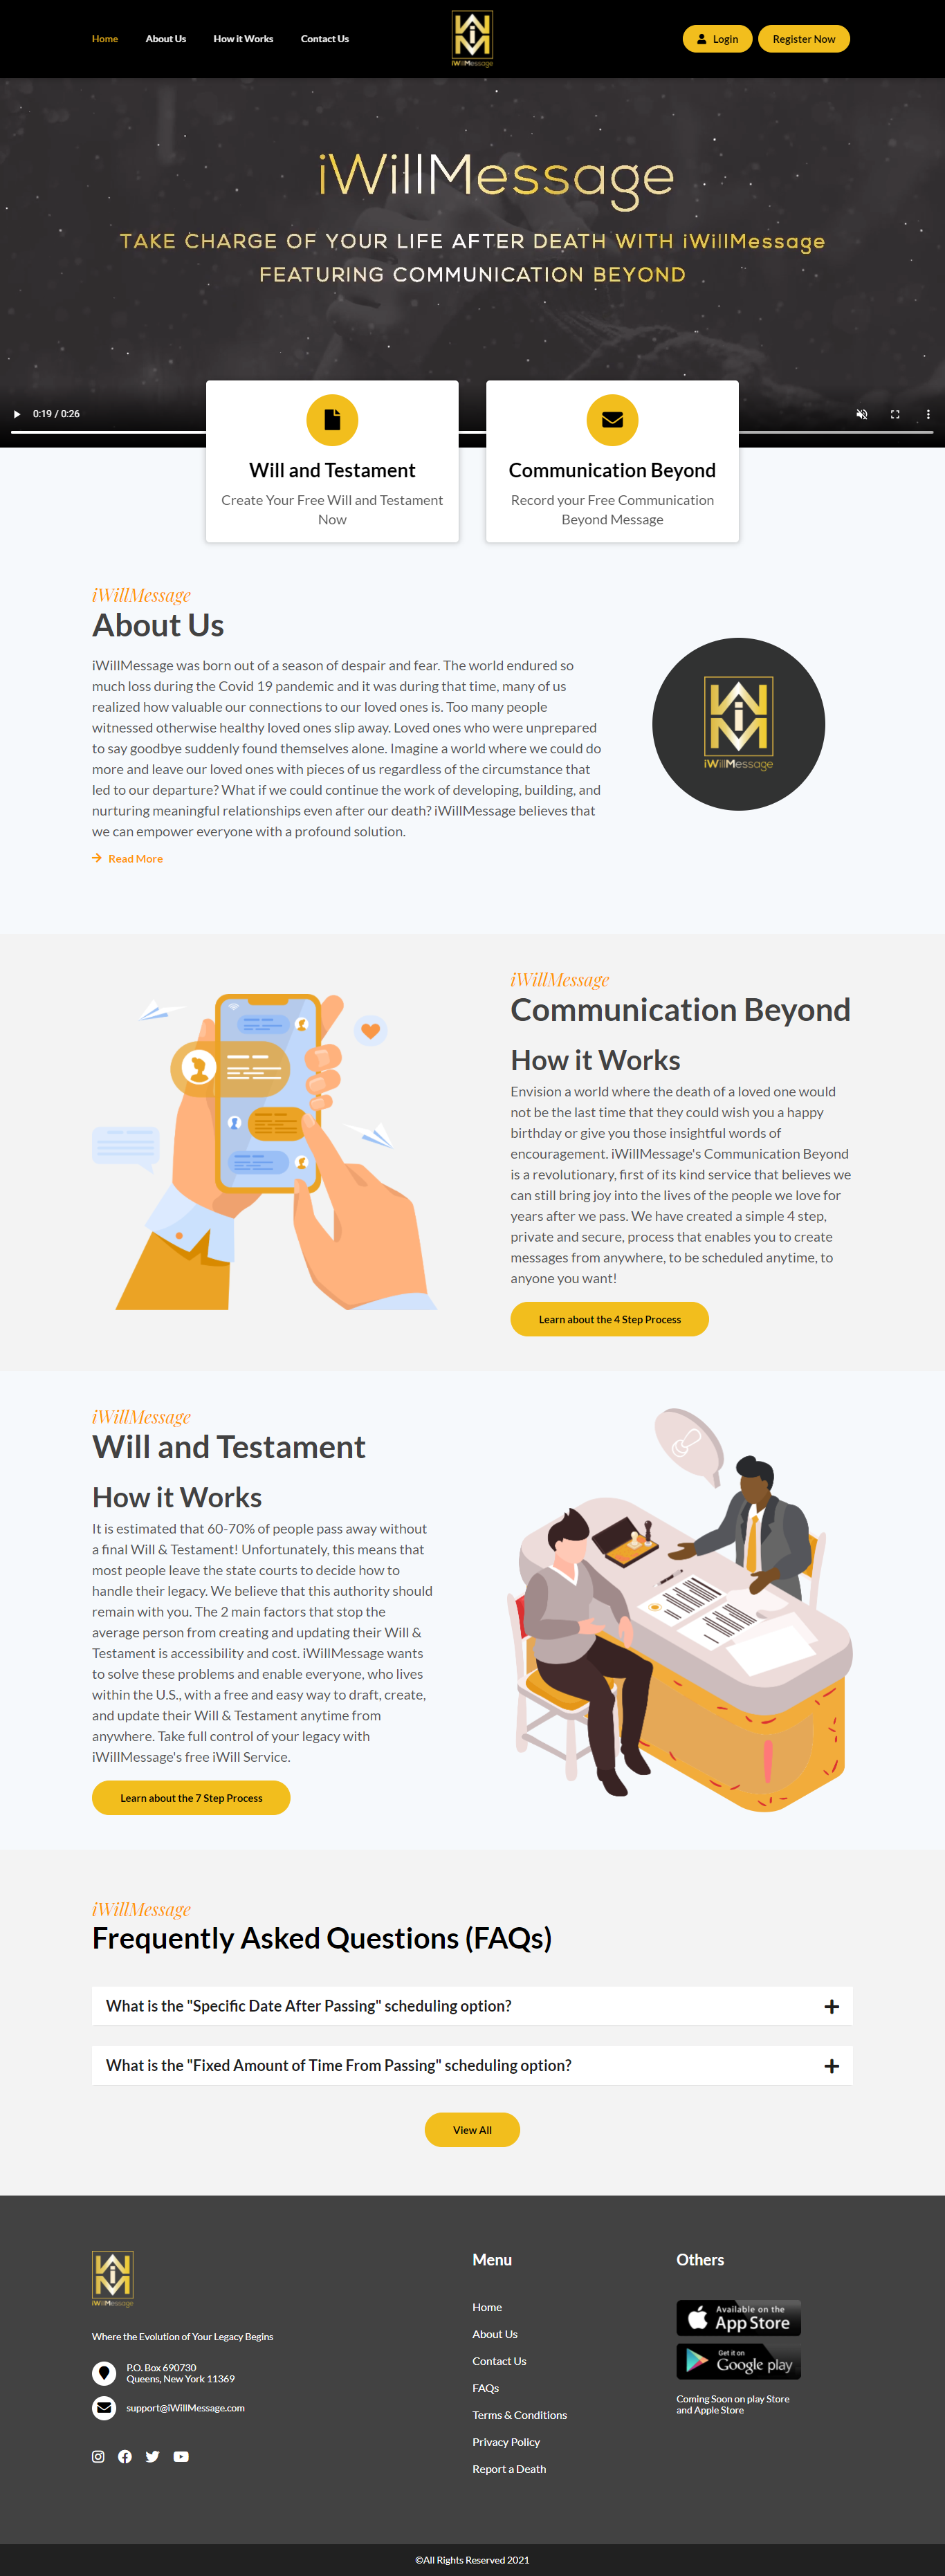 Home
About Us
How it Works
Contact Us
iWillMessage
Login
Register Now
iWillMessage
TAKE CHARGE OF YOUR LIFE AFTER DEATH WITH iWillMessage
FEATURING COMMUNICATION BEYOND
0:19 / 0:26
Will and Testament
Create Your Free Will and Testament
Now
Communication Beyond
Record your Free Communication
Beyond Message
iWillMessage
About Us
iWillMessage was born out of a season of despair and fear. The world endured so
much loss during the Covid 19 pandemic and it was during that time, many of us
realized how valuable our connections to our loved ones is. Too many people
witnessed otherwise healthy loved ones slip away. Loved ones who were unprepared
to say goodbye suddenly found themselves alone. Imagine a world where we could do
more and leave our loved ones with pieces of us regardless of the circumstance that
led to our departure? What if we could continue the work of developing, building, and
nurturing meaningful relationships even after our death? iWillMessage believes that
we can empower everyone with a profound solution.
Read More
iWillMessage
iWillMessage
Communication Beyond
How it Works
Envision a world where the death of a loved one would
not be the last time that they could wish you a happy
birthday or give you those insightful words of
encouragement. iWillMessage's Communication Beyond
is a revolutionary, first of its kind service that believes we
can still bring joy into the lives of the people we love for
years after we pass. We have created a simple 4 step,
private and secure, process that enables you to create
messages from anywhere, to be scheduled anytime, to
anyone you want!
Learn about the 4 Step Process
iWillMessage
Will and Testament
How it Works
It is estimated that 60-70% of people pass away without
a final Will & Testament! Unfortunately, this means that
most people leave the state courts to decide how to
handle their legacy. We believe that this authority should
remain with you. The 2 main factors that stop the
average person from creating and updating their Will &
Testament is accessibility and cost. iWillMessage wants
to solve these problems and enable everyone, who lives
within the U.S., with a free and easy way to draft, create,
and update their Will & Testament anytime from
anywhere. Take full control of your legacy with
iWillMessage's free iWill Service.
Learn about the 7 Step Process
iWillMessage
Frequently Asked Questions (FAQs)
What is the "Specific Date After Passing" scheduling option?
What is the "Fixed Amount of Time From Passing" scheduling option?
View All
iWillMessage
Where the Evolution of Your Legacy Begins
P.O. Box 690730
Queens, New York 11369
support@iWillMessage.com
Menu
Home
About Us
Contact Us
FAQs
Terms & Conditions
Privacy Policy
Report a Death
Others
Available on the
App Store
Get it on
Google play
Coming Soon on play Store
and Apple Store
©All Rights Reserved 2021